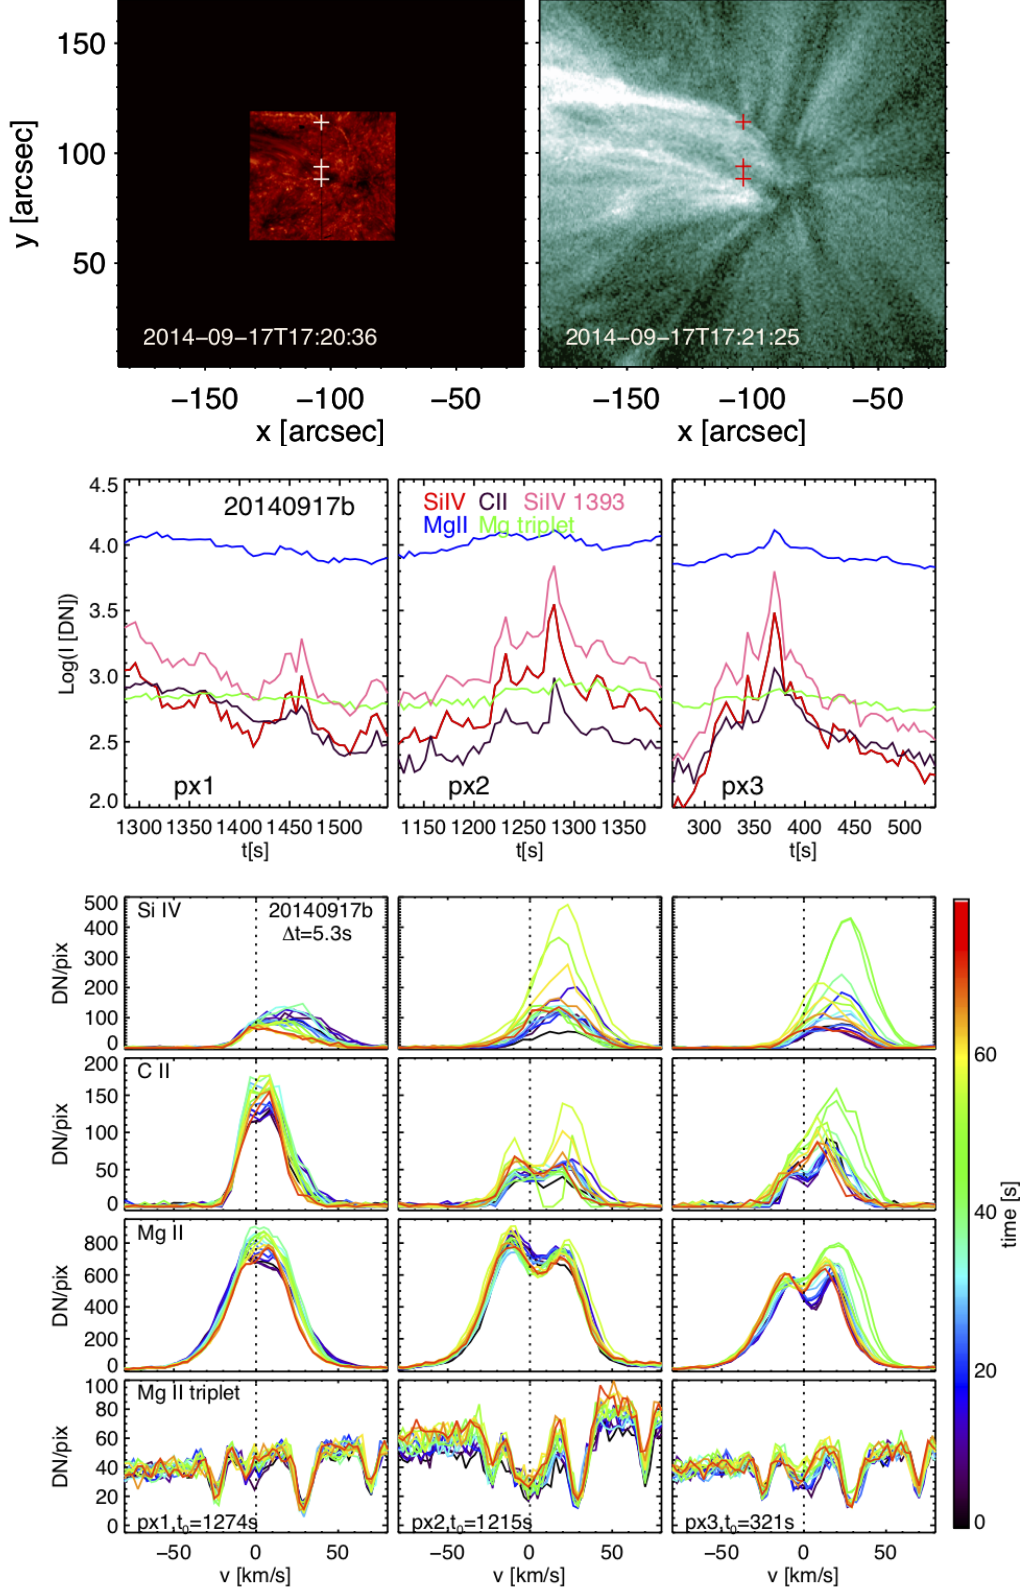 150
100
50
y [arcsec]
2014−09−17T17:20:36
2014−09−17T17:21:25
−150 −100 −50
−150 −100 −50
x [arcsec]
x [arcsec]
4.5
4.0
3.5
3.0
2.5
2.0
Log(I [DN])
20140917b
SiIV CII SiIV 1393
MgII Mg triplet
px1
px2
px3
1300 1350 1400 1450 1500
1150 1200 1250 1300 1350
300 350 400 450 500
t[s]
t[s]
t[s]
500
400
300
200
100
0
DN/pix
Si IV
20140917b
Δt=5.3s
200
150
100
50
0
DN/pix
C II
800
600
400
200
0
DN/pix
Mg II
100
80
60
40
20
0
DN/pix
Mg II triplet
px1,t₀=1274s
px2,t₀=1215s
px3,t₀=321s
−50 0 50
−50 0 50
−50 0 50
v [km/s]
v [km/s]
v [km/s]
60
40
20
0
time [s]